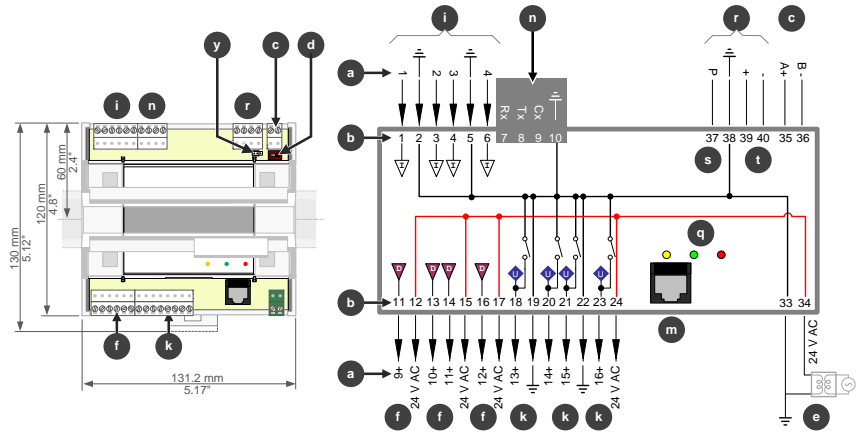 y c d
i n r
60 mm
2.4"
120 mm
4.8"
130 mm
5.12"
f k
131.2 mm
5.17"
i n r c
a 1 2 3 4 P + - A+ B-
Rx Tx Cx
b 1 2 3 4 5 6 7 8 9 10 37 38 39 40 35 36
I I I I
s t
q
D D D D U U U U
b 11 12 13 14 15 16 17 18 19 20 21 22 23 24 33 34
m
a 9+ 24 V AC 10+ 11+ 24 V AC 12+ 24 V AC 13+ 14+ 15+ 16+ 24 V AC 24 V AC
f f f k k k e